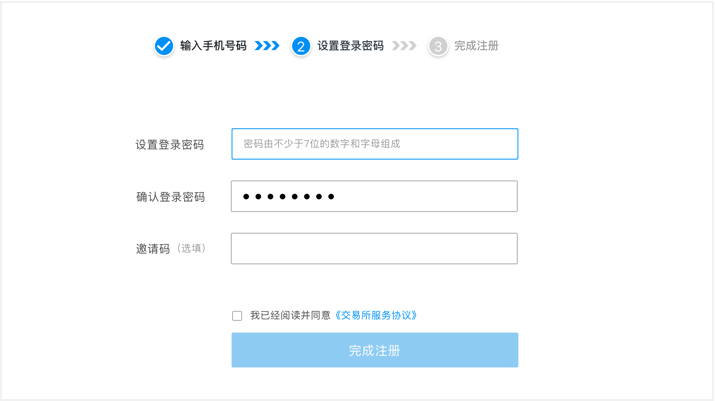 输入手机号码 2 设置登录密码 3 完成注册
设置登录密码 密码由不少于7位的数字和字母组成
确认登录密码 ●●●●●●●●
邀请码（选填）
我已经阅读并同意《交易所服务协议》
完成注册